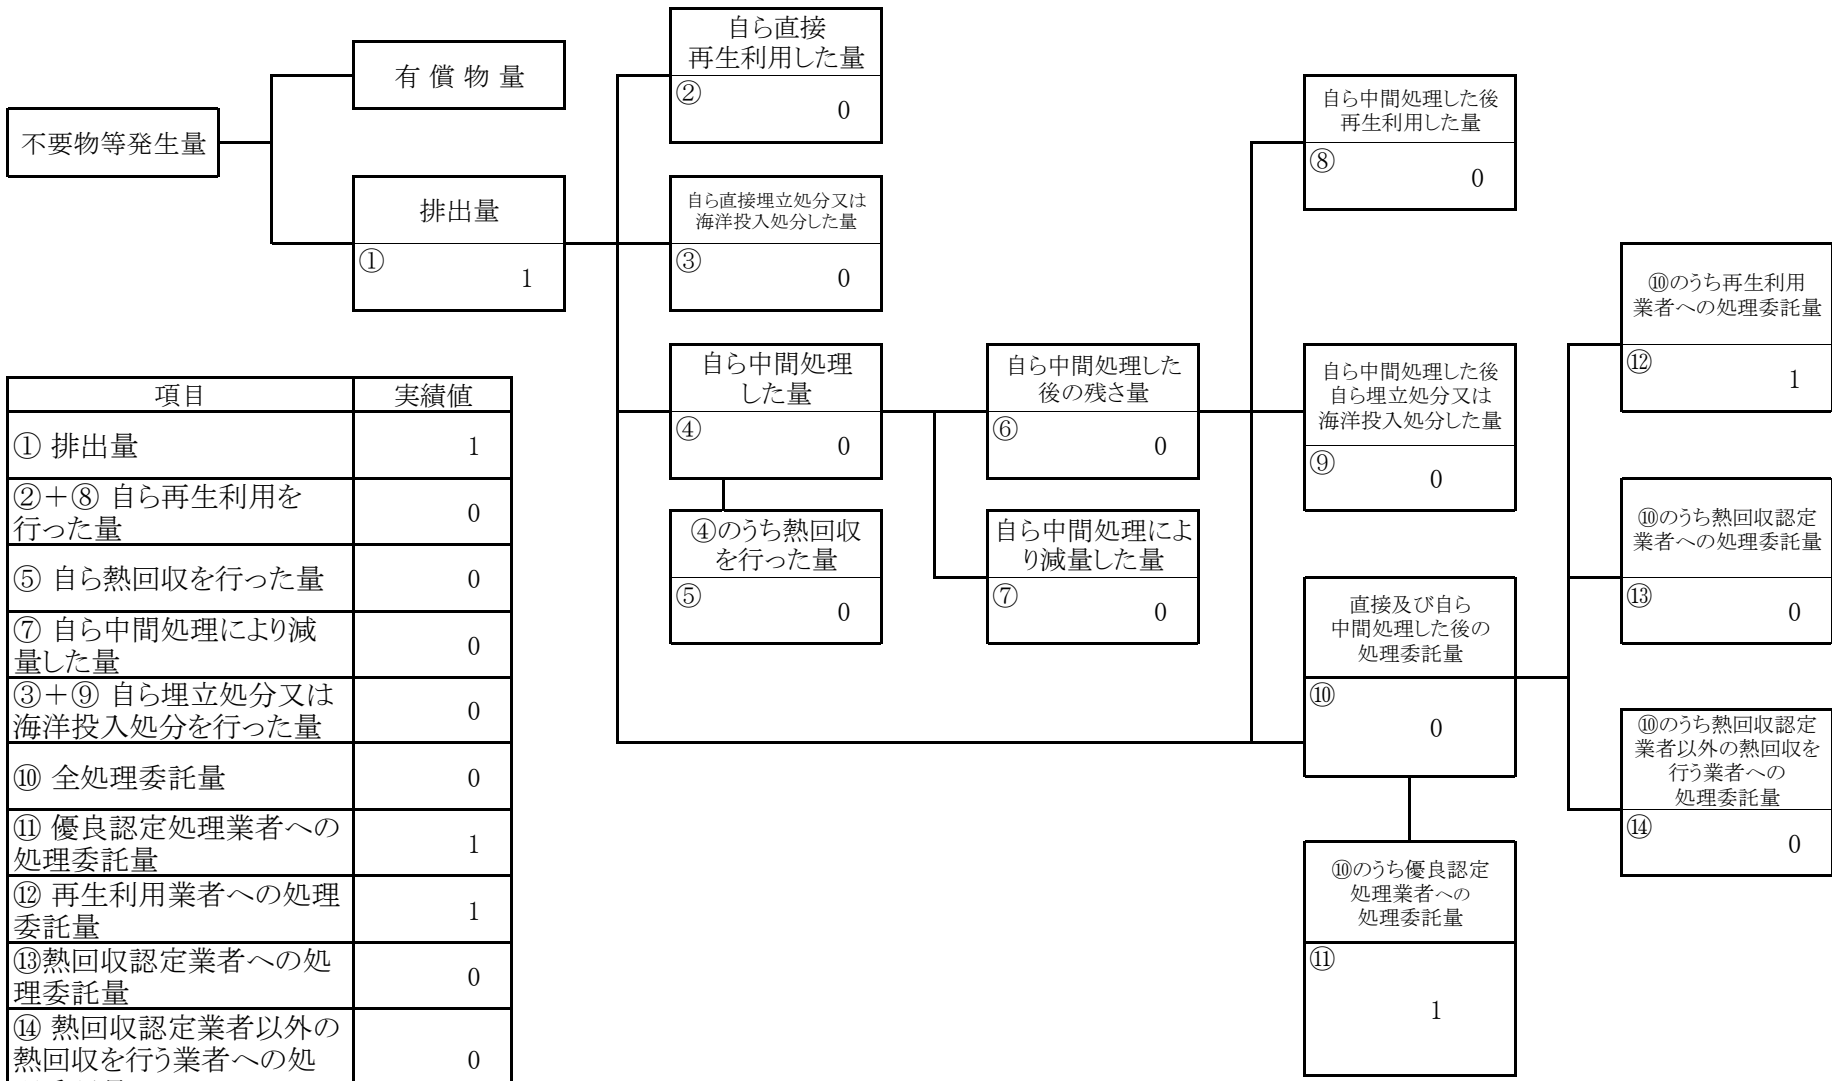 不要物等発生量
有 償 物 量
排出量
①
1
自ら直接
再生利用した量
②
0
自ら直接埋立処分又は
海洋投入処分した量
③
0
自ら中間処理
した量
④
0
④のうち熱回収
を行った量
⑤
0
自ら中間処理した
後の残さ量
⑥
0
自ら中間処理によ
り減量した量
⑦
0
自ら中間処理した後
再生利用した量
⑧
0
自ら中間処理した後
自ら埋立処分又は
海洋投入処分した量
⑨
0
直接及び自ら
中間処理した後の
処理委託量
⑩
0
⑩のうち優良認定
処理業者への
処理委託量
⑪
1
⑩のうち再生利用
業者への処理委託量
⑫
1
⑩のうち熱回収認定
業者への処理委託量
⑬
0
⑩のうち熱回収認定
業者以外の熱回収を
行う業者への
処理委託量
⑭
0
項目 実績値
① 排出量 1
②＋⑧ 自ら再生利用を
行った量 0
⑤ 自ら熱回収を行った量 0
⑦ 自ら中間処理により減
量した量 0
③＋⑨ 自ら埋立処分又は
海洋投入処分を行った量 0
⑩ 全処理委託量 0
⑪ 優良認定処理業者への
処理委託量 1
⑫ 再生利用業者への処理
委託量 1
⑬熱回収認定業者への処
理委託量 0
⑭ 熱回収認定業者以外の
熱回収を行う業者への処 0